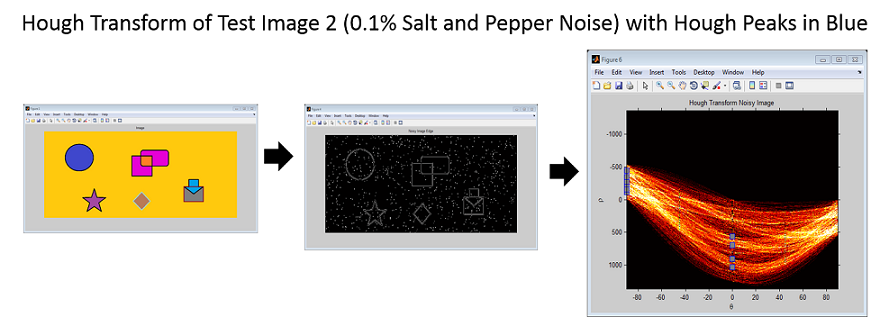 Hough Transform of Test Image 2 (0.1% Salt and Pepper Noise) with Hough Peaks in Blue
Figure 6
File Edit View Insert Tools Desktop Window Help
Hough Transform Noisy Image
Image
Noisy Image Edge
-1000
-500
0
500
1000
ρ
-80 -60 -40 -20 0 20 40 60 80
θ